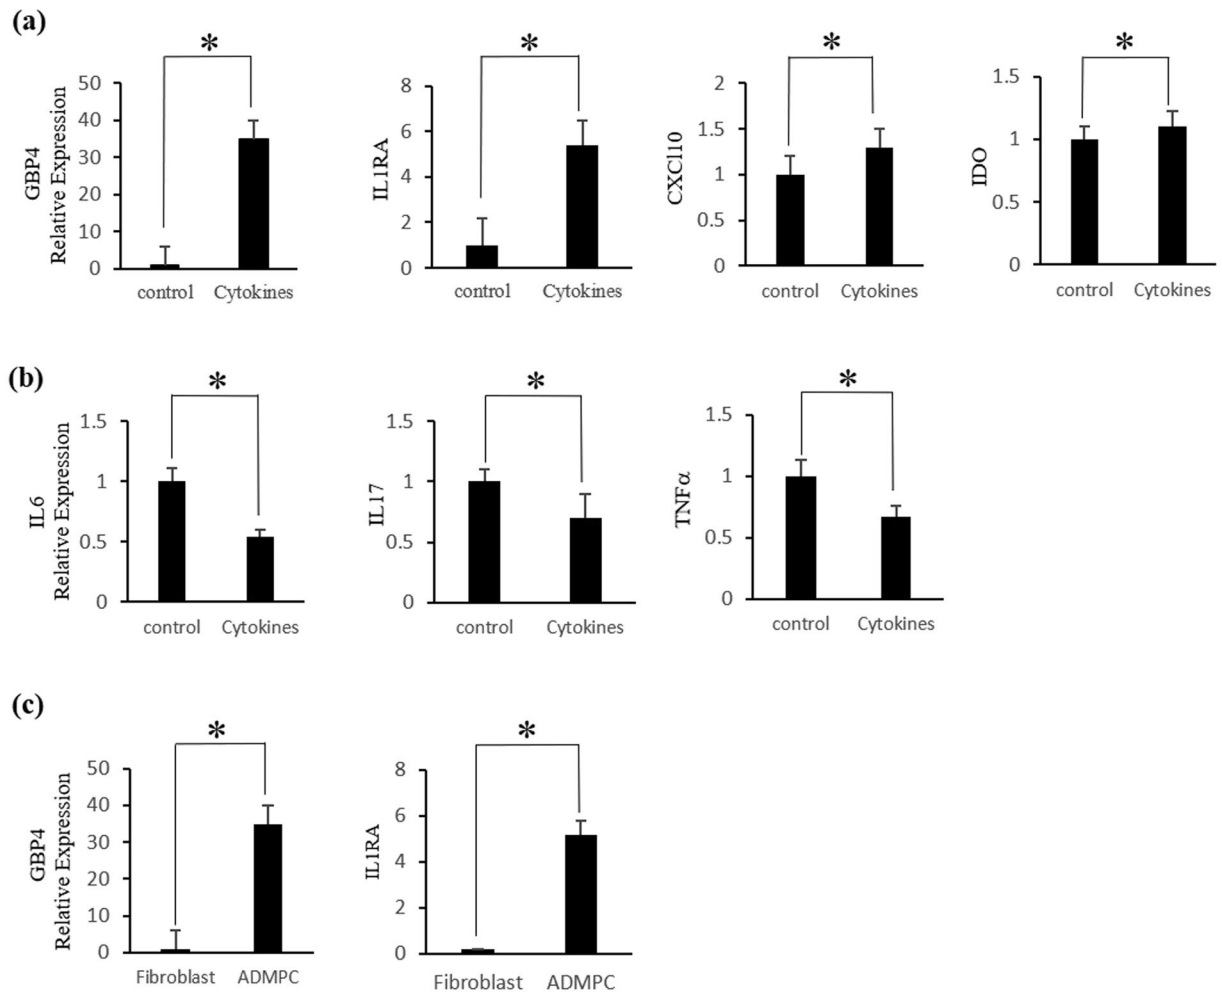 (a)
*
GBP4
Relative Expression
50
40
30
20
10
0
control Cytokines
*
IL1RA
8
6
4
2
0
control Cytokines
*
CXCl10
2
1.5
1
0.5
0
control Cytokines
*
IDO
1.5
1
0.5
0
control Cytokines
(b)
*
IL6
Relative Expression
1.5
1
0.5
0
control Cytokines
*
IL17
1.5
1
0.5
0
control Cytokines
*
TNFα
1.5
1
0.5
0
control Cytokines
(c)
*
GBP4
Relative Expression
50
40
30
20
10
0
Fibroblast ADMPC
*
IL1RA
8
6
4
2
0
Fibroblast ADMPC